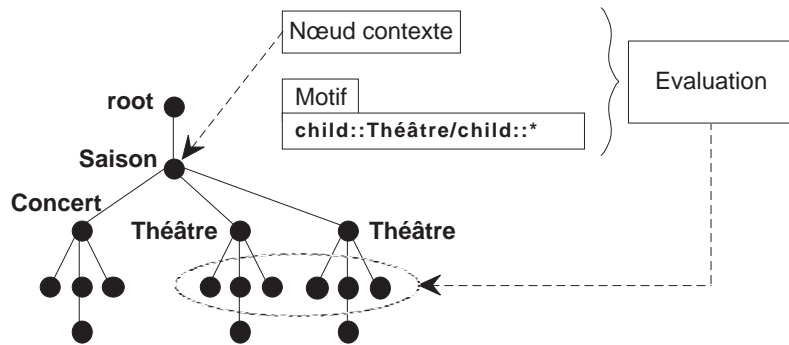 Nœud contexte
Evaluation
Motif
child::Théâtre/child::*
root
Saison
Concert
Théâtre
Théâtre